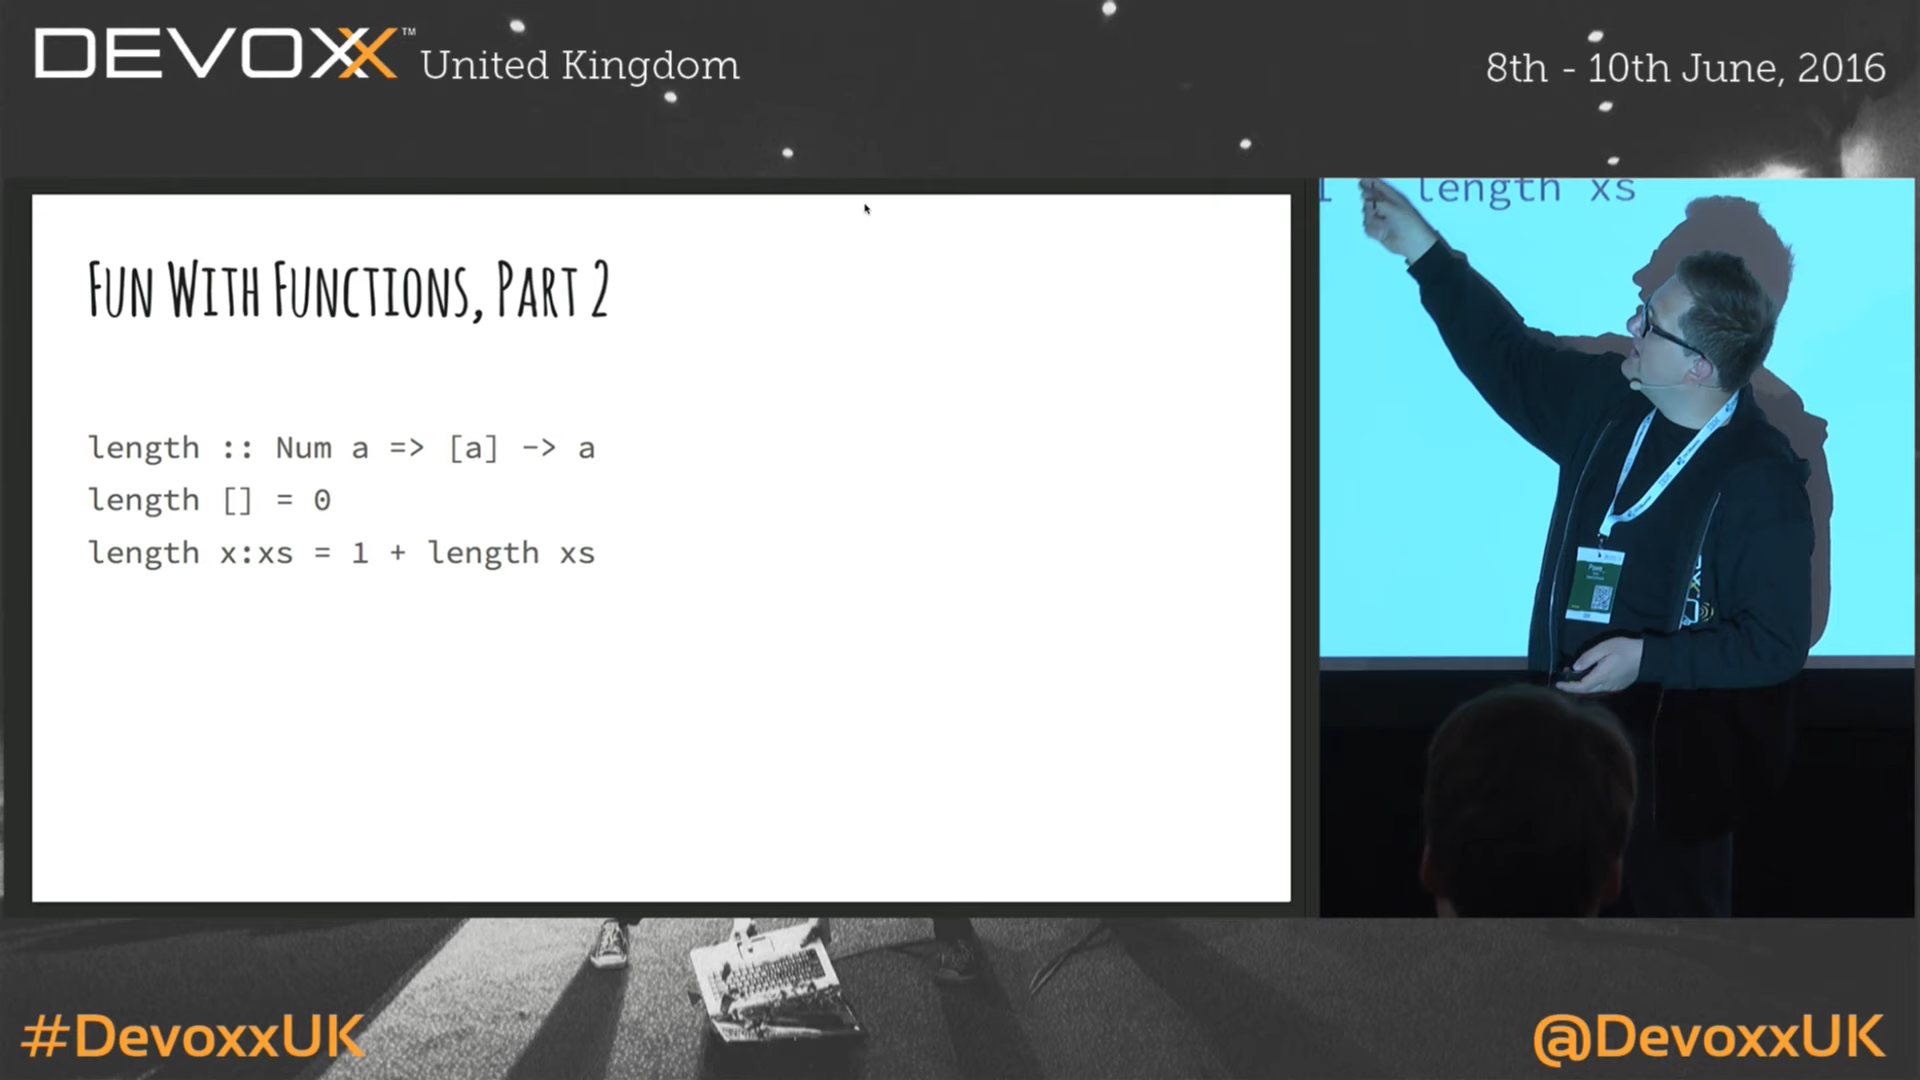 DEVOXX™ United Kingdom
8th - 10th June, 2016
FUN WITH FUNCTIONS, PART 2
length :: Num a => [a] -> a
length [] = 0
length x:xs = 1 + length xs
1 + length xs
#DevoxxUK
@DevoxxUK